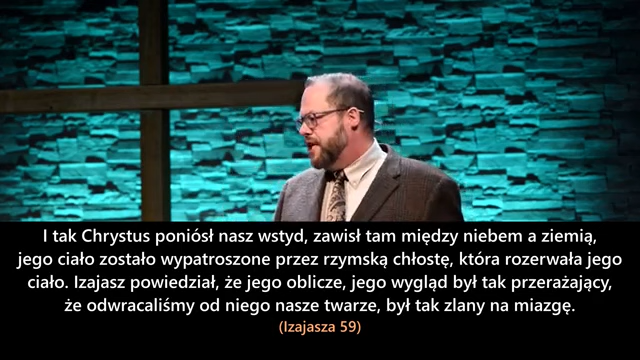 I tak Chrystus poniósł nasz wstyd, zawisł tam między niebem a ziemią,
jego ciało zostało wypatroszone przez rzymską chłostę, która rozerwała jego
ciało. Izajasz powiedział, że jego oblicze, jego wygląd był tak przerażający,
że odwracaliśmy od niego nasze twarze, był tak zlany na miazgę.
(Izajasza 59)